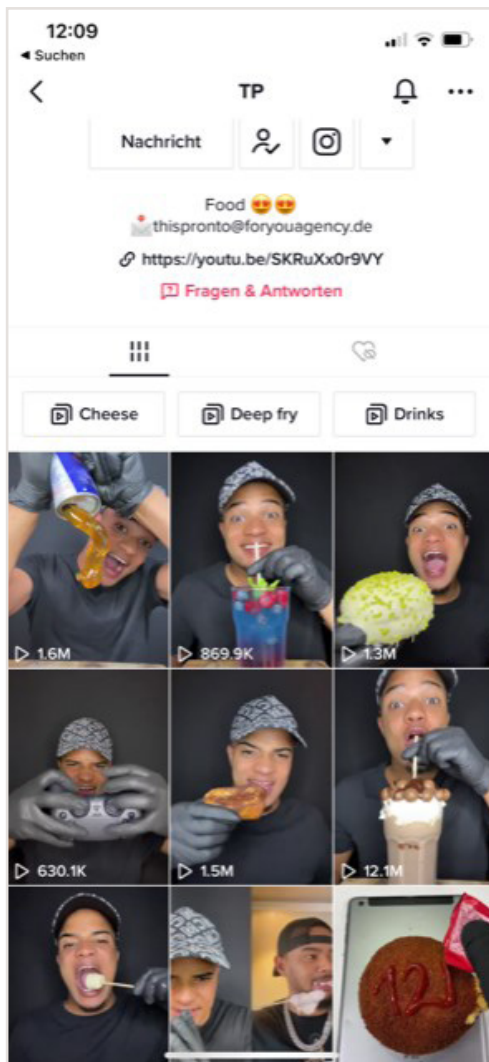 12:09
Suchen
TP
Nachricht
Food 😍😍
📩thispronto@foryouagency.de
https://youtu.be/SKRuXx0r9VY
Fragen & Antworten
Cheese
Deep fry
Drinks
1.6M
869.9K
1.3M
630.1K
1.5M
12.1M